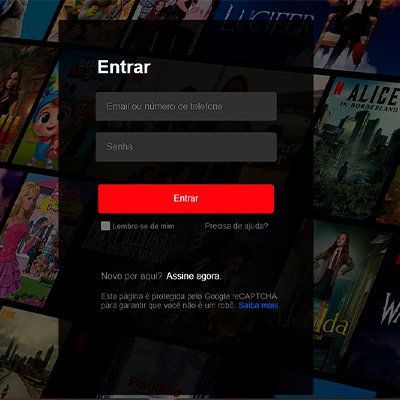 LUCIFER
Entrar
Email ou número de telefone
ALICE
IN BORDERLAND
Senha
Entrar
Lembre-se de mim
Precisa de ajuda?
Novo por aqui? Assine agora.
Esta página é protegida pelo Google reCAPTCHA
para garantir que você não é um robô. Saiba mais.
PINÓQUIO